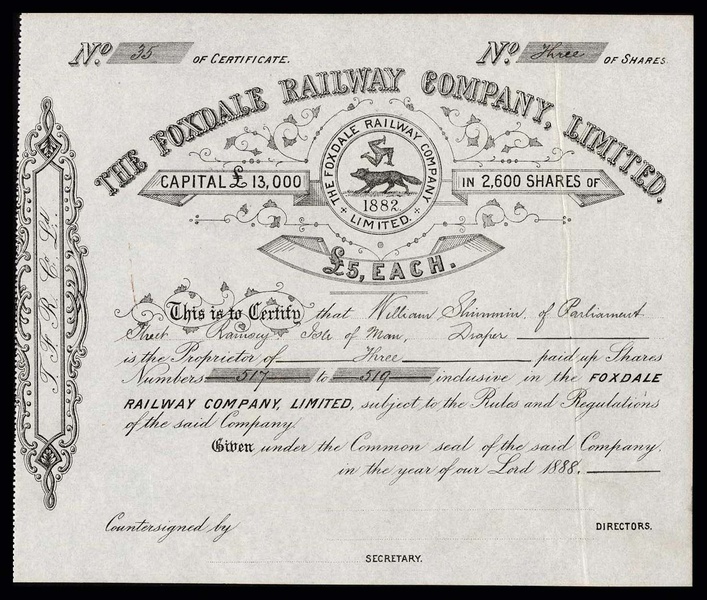 No. 35 OF CERTIFICATE. No. Three OF SHARES
THE FOXDALE RAILWAY COMPANY, LIMITED.
CAPITAL £ 13,000 IN 2,600 SHARES OF
THE FOXDALE RAILWAY COMPANY LIMITED.
1882
£5, EACH.
T. F. R. Co. Ltd.
This is to Certify that William Shimmin, of Parliament
Street Ramsey Isle of Man, Draper
is the Proprietor of Three paid up Shares
Numbers 517 to 519 inclusive in the FOXDALE
RAILWAY COMPANY, LIMITED, subject to the Rules and Regulations
of the said Company.
Given under the Common seal of the said Company,
in the year of our Lord 1888.
Countersigned by DIRECTORS.
SECRETARY.